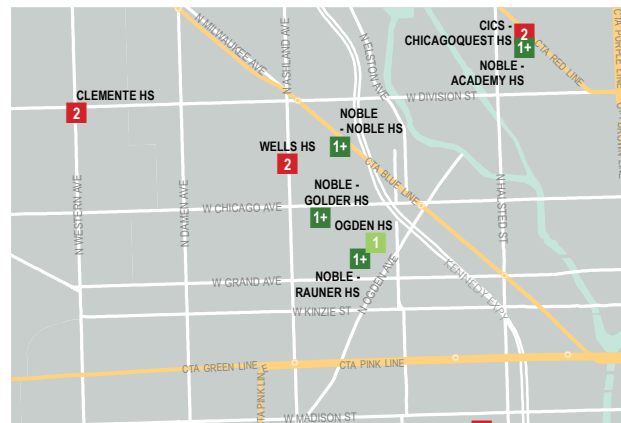 CICS -
CHICAGOQUEST HS
2
1+
NOBLE -
ACADEMY HS
CTA RED LINE
CTA PURPLE LINE
N MILWAUKEE AVE
N ASHLAND AVE
N ELSTON AVE
CLEMENTE HS
2
W DIVISION ST
NOBLE
- NOBLE HS
1+
WELLS HS
2
CTA BLUE LINE
N HALSTED ST
N WESTERN AVE
N DAMEN AVE
W CHICAGO AVE
NOBLE -
GOLDER HS
1+
OGDEN HS
1
1+
NOBLE -
RAUNER HS
W GRAND AVE
N OGDEN AVE
KENNEDY EXPY
W KINZIE ST
CTA GREEN LINE
CTA PINK LINE
CTA PINK LINE
W MADISON ST